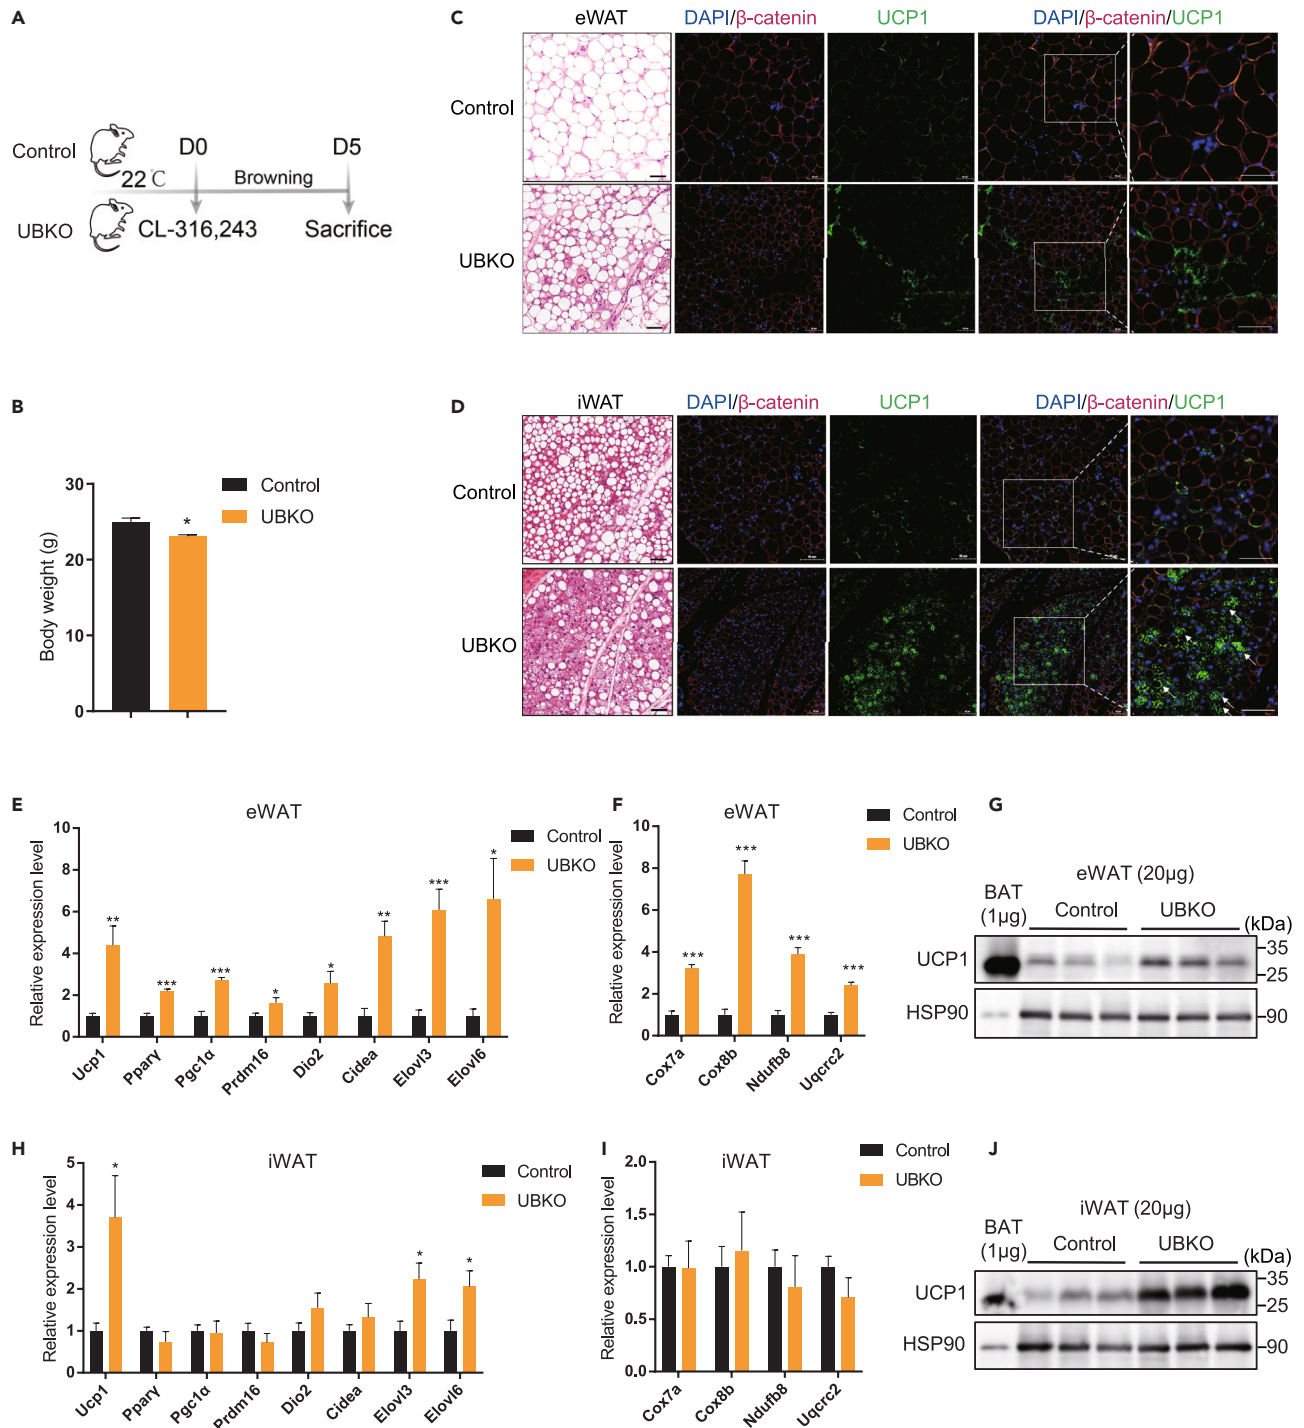 A
Control
22℃
D0
D5
Browning
UBKO
CL-316,243
Sacrifice
B
Body weight (g)
30
20
10
0
*
Control
UBKO
C
eWAT
DAPI/β-catenin
UCP1
DAPI/β-catenin/UCP1
Control
UBKO
D
iWAT
DAPI/β-catenin
UCP1
DAPI/β-catenin/UCP1
Control
UBKO
E
eWAT
Relative expression level
10
8
6
4
2
0
Control
UBKO
**
***
***
*
*
**
***
*
Ucp1
Pparγ
Pgc1α
Prdm16
Dio2
Cidea
Elovl3
Elovl6
F
eWAT
Relative expression level
10
8
6
4
2
0
Control
UBKO
***
***
***
***
Cox7a
Cox8b
Ndufb8
Uqcrc2
G
eWAT (20μg)
BAT
(1μg)
Control
UBKO
(kDa)
UCP1
35
25
HSP90
90
H
iWAT
Relative expression level
5
4
3
2
1
0
Control
UBKO
*
*
*
Ucp1
Pparγ
Pgc1α
Prdm16
Dio2
Cidea
Elovl3
Elovl6
I
iWAT
Relative expression level
2.0
1.5
1.0
0.5
0.0
Control
UBKO
Cox7a
Cox8b
Ndufb8
Uqcrc2
J
iWAT (20μg)
BAT
(1μg)
Control
UBKO
(kDa)
UCP1
35
25
HSP90
90